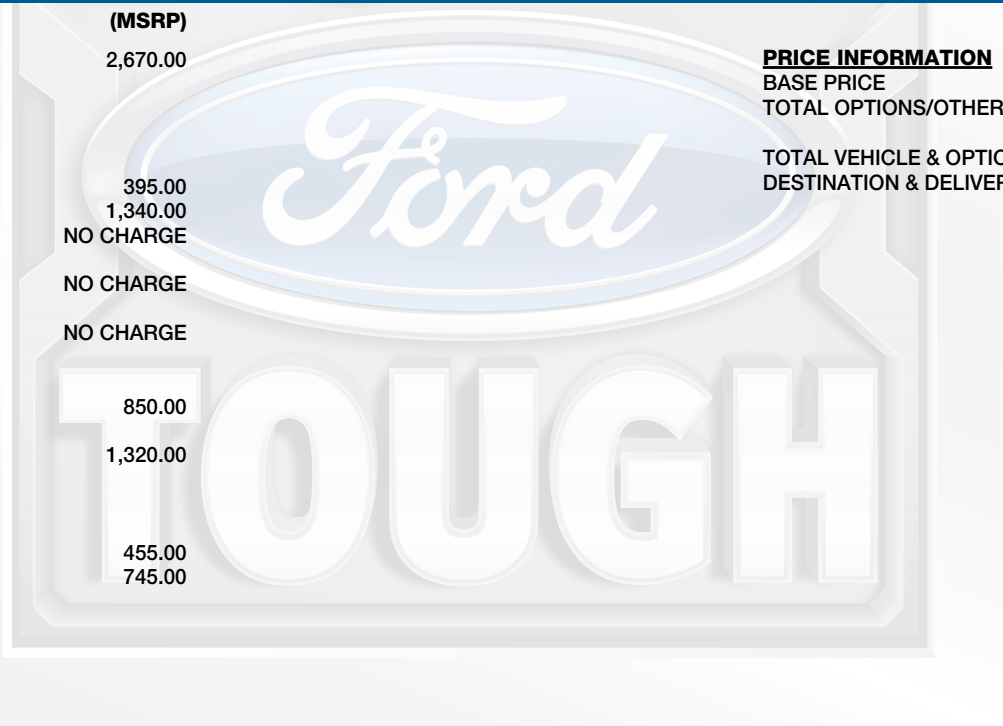 (MSRP)
2,670.00
395.00
1,340.00
NO CHARGE
NO CHARGE
NO CHARGE
850.00
1,320.00
455.00
745.00
PRICE INFORMATION
BASE PRICE
TOTAL OPTIONS/OTHER
TOTAL VEHICLE & OPTIO
DESTINATION & DELIVER
Ford
TOUGH